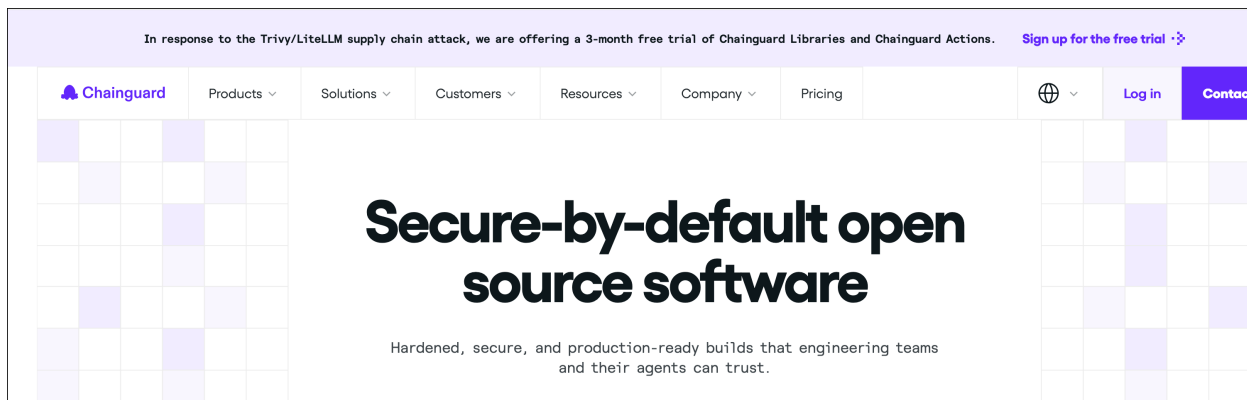 In response to the Trivy/LiteLLM supply chain attack, we are offering a 3-month free trial of Chainguard Libraries and Chainguard Actions. Sign up for the free trial
Chainguard Products Solutions Customers Resources Company Pricing Log in
Secure-by-default open
source software
Hardened, secure, and production-ready builds that engineering teams
and their agents can trust.